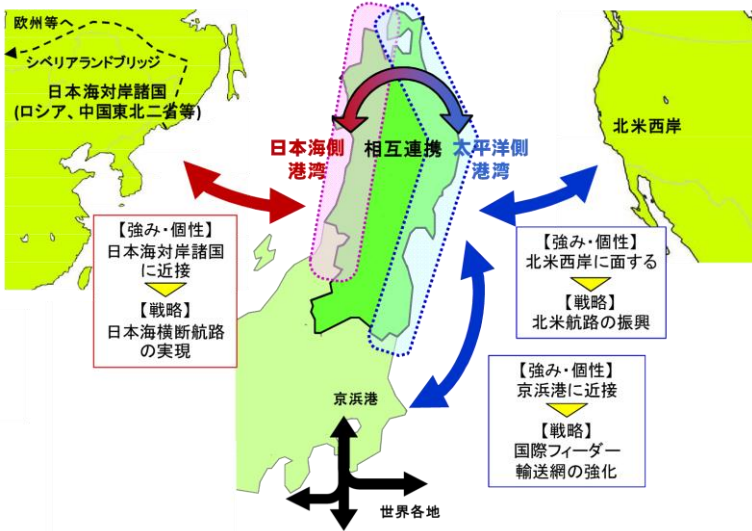 欧州等へ
シベリアランドブリッジ
日本海対岸諸国
(ロシア、中国東北二省等)
日本海側
港湾
相互連携
太平洋側
港湾
北米西岸
【強み・個性】
日本海対岸諸国
に近接
【戦略】
日本海横断航路
の実現
【強み・個性】
北米西岸に面する
【戦略】
北米航路の振興
【強み・個性】
京浜港に近接
【戦略】
国際フィーダー
輸送網の強化
京浜港
世界各地